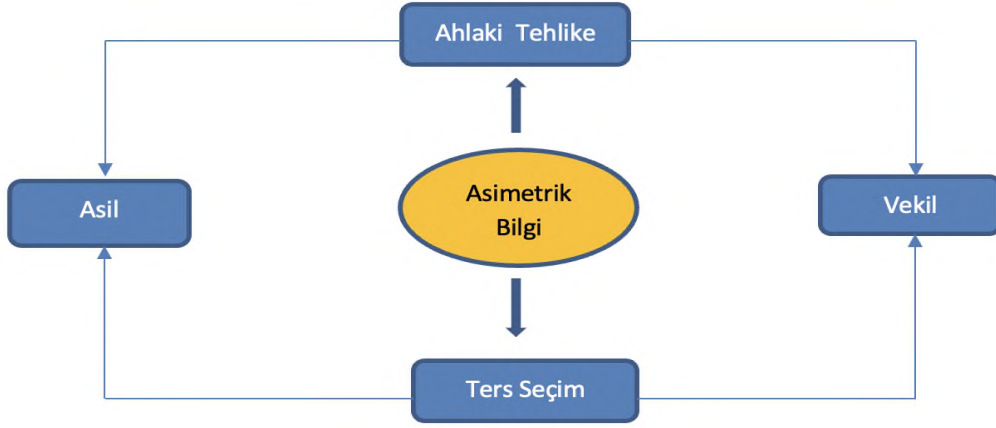 Ahlaki Tehlike
Asil
Asimetrik
Bilgi
Vekil
Ters Seçim